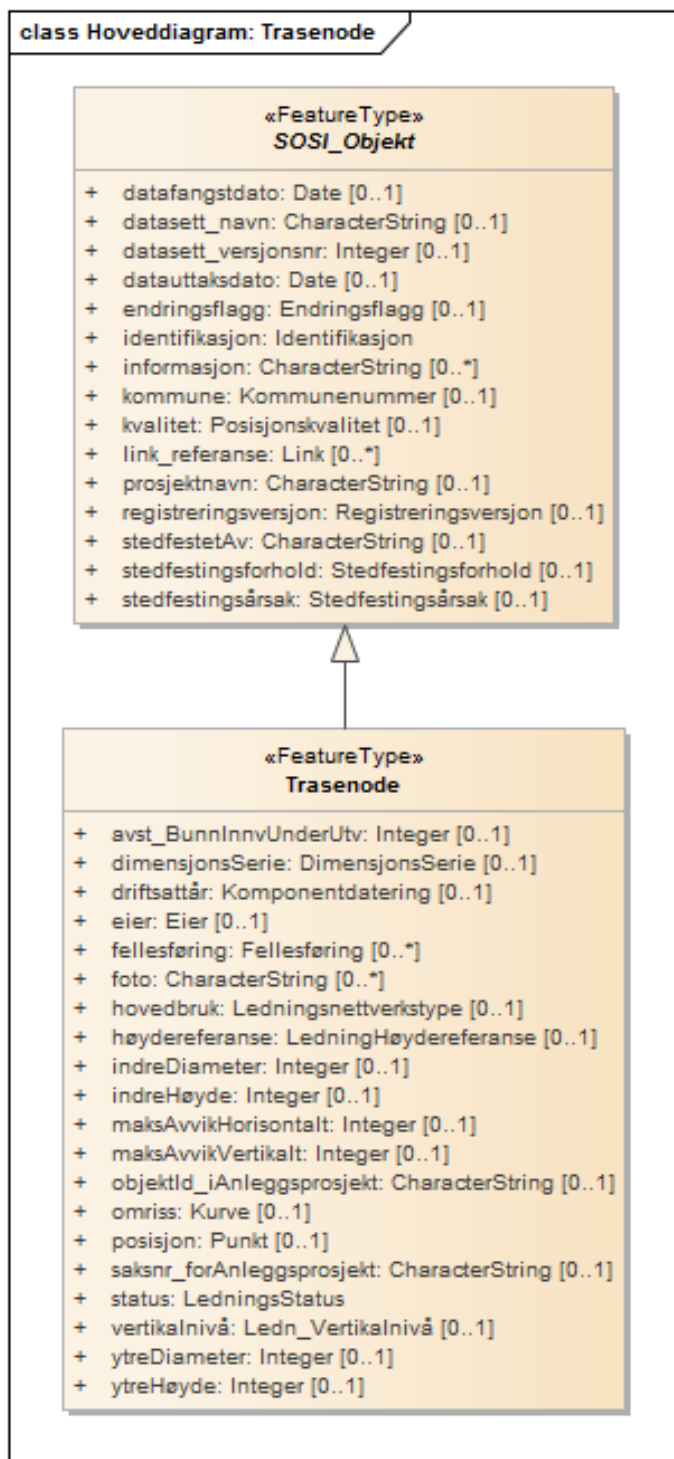 class Hoveddiagram: Trasenode
«FeatureType»
SOSI_Objekt
+ datafangstdato: Date [0..1]
+ datasett_navn: CharacterString [0..1]
+ datasett_versjonsnr: Integer [0..1]
+ datauttaksdato: Date [0..1]
+ endringsflagg: Endringsflagg [0..1]
+ identifikasjon: Identifikasjon
+ informasjon: CharacterString [0..*]
+ kommune: Kommunenummer [0..1]
+ kvalitet: Posisjonskvalitet [0..1]
+ link_referanse: Link [0..*]
+ prosjektnavn: CharacterString [0..1]
+ registreringsversjon: Registreringsversjon [0..1]
+ stedfestetAv: CharacterString [0..1]
+ stedfestingsforhold: Stedfestingsforhold [0..1]
+ stedfestingsårsak: Stedfestingsårsak [0..1]
«FeatureType»
Trasenode
+ avst_BunnInnvUnderUtv: Integer [0..1]
+ dimensjonsSerie: DimensjonsSerie [0..1]
+ driftsattår: Komponentdatering [0..1]
+ eier: Eier [0..1]
+ fellesføring: Fellesføring [0..*]
+ foto: CharacterString [0..*]
+ hovedbruk: Ledningsnettverkstype [0..1]
+ høydereferanse: LedningHøydereferanse [0..1]
+ indreDiameter: Integer [0..1]
+ indreHøyde: Integer [0..1]
+ maksAvvikHorisontalt: Integer [0..1]
+ maksAvvikVertikalt: Integer [0..1]
+ objektId_iAnleggsprosjekt: CharacterString [0..1]
+ omriss: Kurve [0..1]
+ posisjon: Punkt [0..1]
+ saksnr_forAnleggsprosjekt: CharacterString [0..1]
+ status: LedningsStatus
+ vertikalnivå: Ledn_Vertikalnivå [0..1]
+ ytreDiameter: Integer [0..1]
+ ytreHøyde: Integer [0..1]